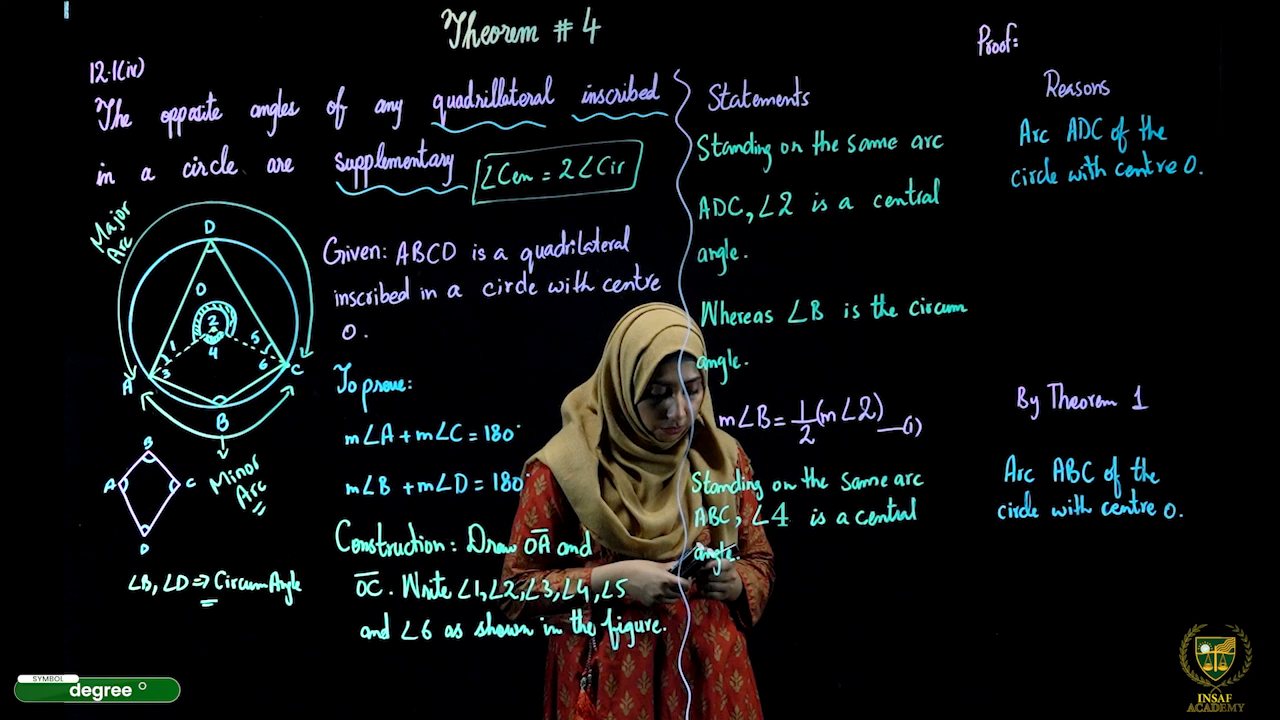 Theorem # 4
12.1(iv)
The opposite angles of any quadrillateral inscribed
in a circle are supplementary
∠Cen = 2∠Cir
Major
Arc
D
O
2
1
5
4
3
6
A
C
B
Minor
Arc
B
A
C
D
∠B, ∠D ⇒ Circum Angle
Given: ABCD is a quadrilateral
inscribed in a circle with centre
O.
To prove:
m∠A + m∠C = 180°
m∠B + m∠D = 180°
Construction: Draw OA and
OC. Write ∠1, ∠2, ∠3, ∠4, ∠5
and ∠6 as shown in the figure.
Proof:
Statements
Reasons
Standing on the same arc
ADC, ∠2 is a central
angle.
Arc ADC of the
circle with centre O.
Whereas ∠B is the circum
angle.
m∠B = 1/2 (m∠2) —(i)
By Theorem 1
Standing on the same arc
ABC, ∠4 is a central
angle.
Arc ABC of the
circle with centre O.
SYMBOL
degree °
INSAF
ACADEMY